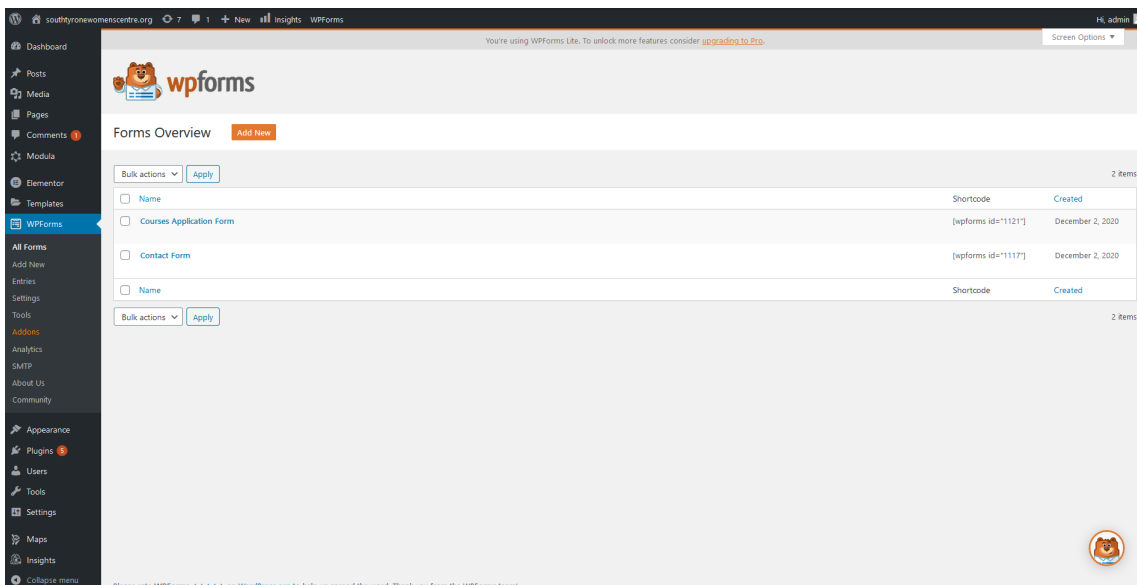 southtyronewomenscentre.org 7 1 + New Insights WPForms Hi, admin
You're using WPForms Lite. To unlock more features consider upgrading to Pro.
Screen Options ▼
Dashboard
Posts
Media
Pages
Comments 1
Modula
Elementor
Templates
WPForms
All Forms
Add New
Entries
Settings
Tools
Addons
Analytics
SMTP
About Us
Community
Appearance
Plugins 5
Users
Tools
Settings
Maps
Insights
Collapse menu
wpforms
Forms Overview Add New
Bulk actions Apply 2 items
Name Shortcode Created
Courses Application Form [wpforms id="1121"] December 2, 2020
Contact Form [wpforms id="1117"] December 2, 2020
Name Shortcode Created
Bulk actions Apply 2 items